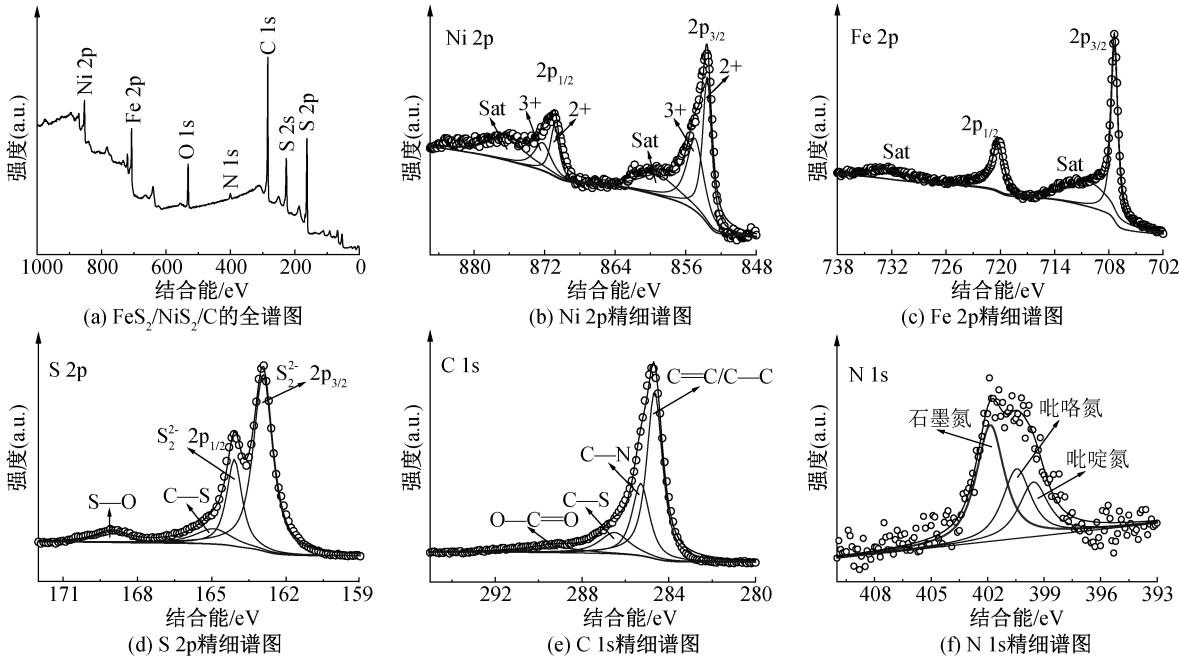 强度(a.u.)
Ni 2p
Fe 2p
O 1s
N 1s
C 1s
S 2s
S 2p
1000 800 600 400 200 0
结合能/eV
(a) FeS₂/NiS₂/C的全谱图
强度(a.u.)
Ni 2p
Sat
3+
2p₁/₂
2+
Sat
3+
2p₃/₂
2+
880 872 864 856 848
结合能/eV
(b) Ni 2p精细谱图
强度(a.u.)
Fe 2p
Sat
2p₁/₂
Sat
2p₃/₂
738 732 726 720 714 708 702
结合能/eV
(c) Fe 2p精细谱图
强度(a.u.)
S 2p
S₂²⁻ 2p₃/₂
S₂²⁻ 2p₁/₂
S—O
C—S
171 168 165 162 159
结合能/eV
(d) S 2p精细谱图
强度(a.u.)
C 1s
C═C/C—C
C—N
C—S
O—C═O
292 288 284 280
结合能/eV
(e) C 1s精细谱图
强度(a.u.)
N 1s
石墨氮
吡咯氮
吡啶氮
408 405 402 399 396 393
结合能/eV
(f) N 1s精细谱图